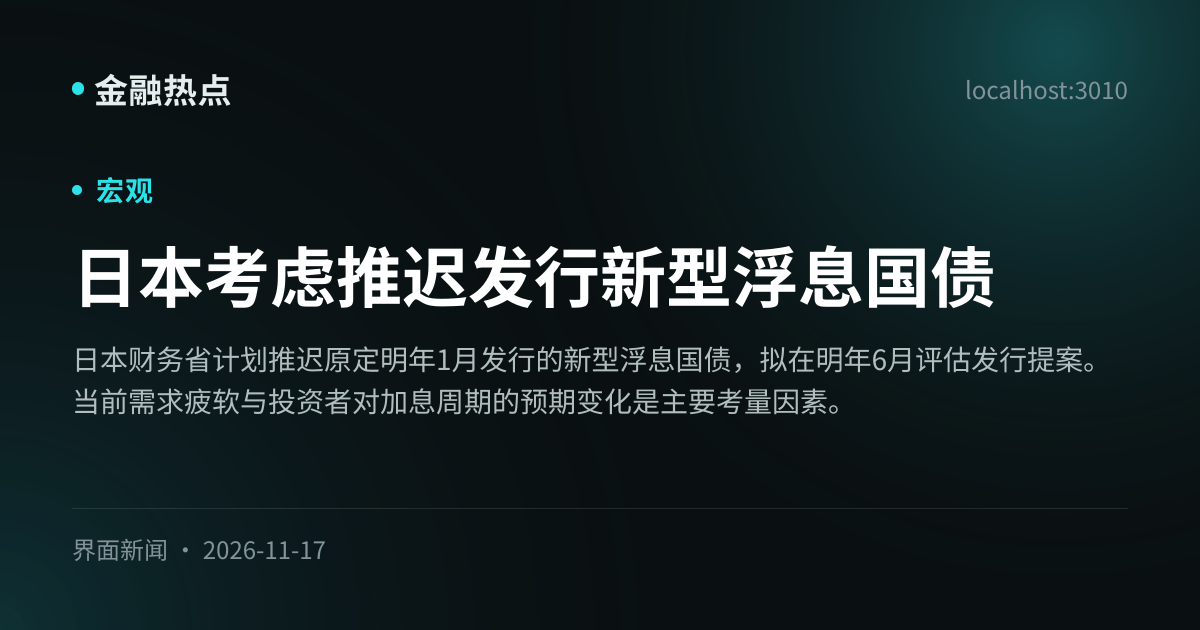 金融热点
localhost:3010
宏观
日本考虑推迟发行新型浮息国债
日本财务省计划推迟原定明年1月发行的新型浮息国债，拟在明年6月评估发行提案。
当前需求疲软与投资者对加息周期的预期变化是主要考量因素。
界面新闻 • 2026-11-17